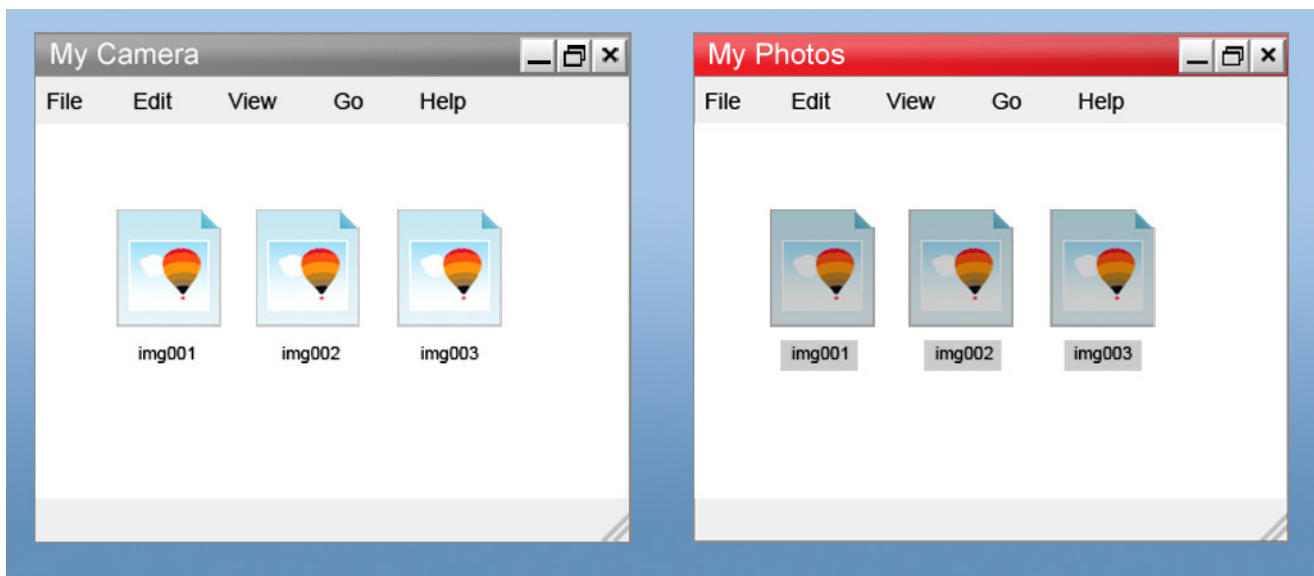 My Camera
File Edit View Go Help
img001 img002 img003
My Photos
File Edit View Go Help
img001 img002 img003